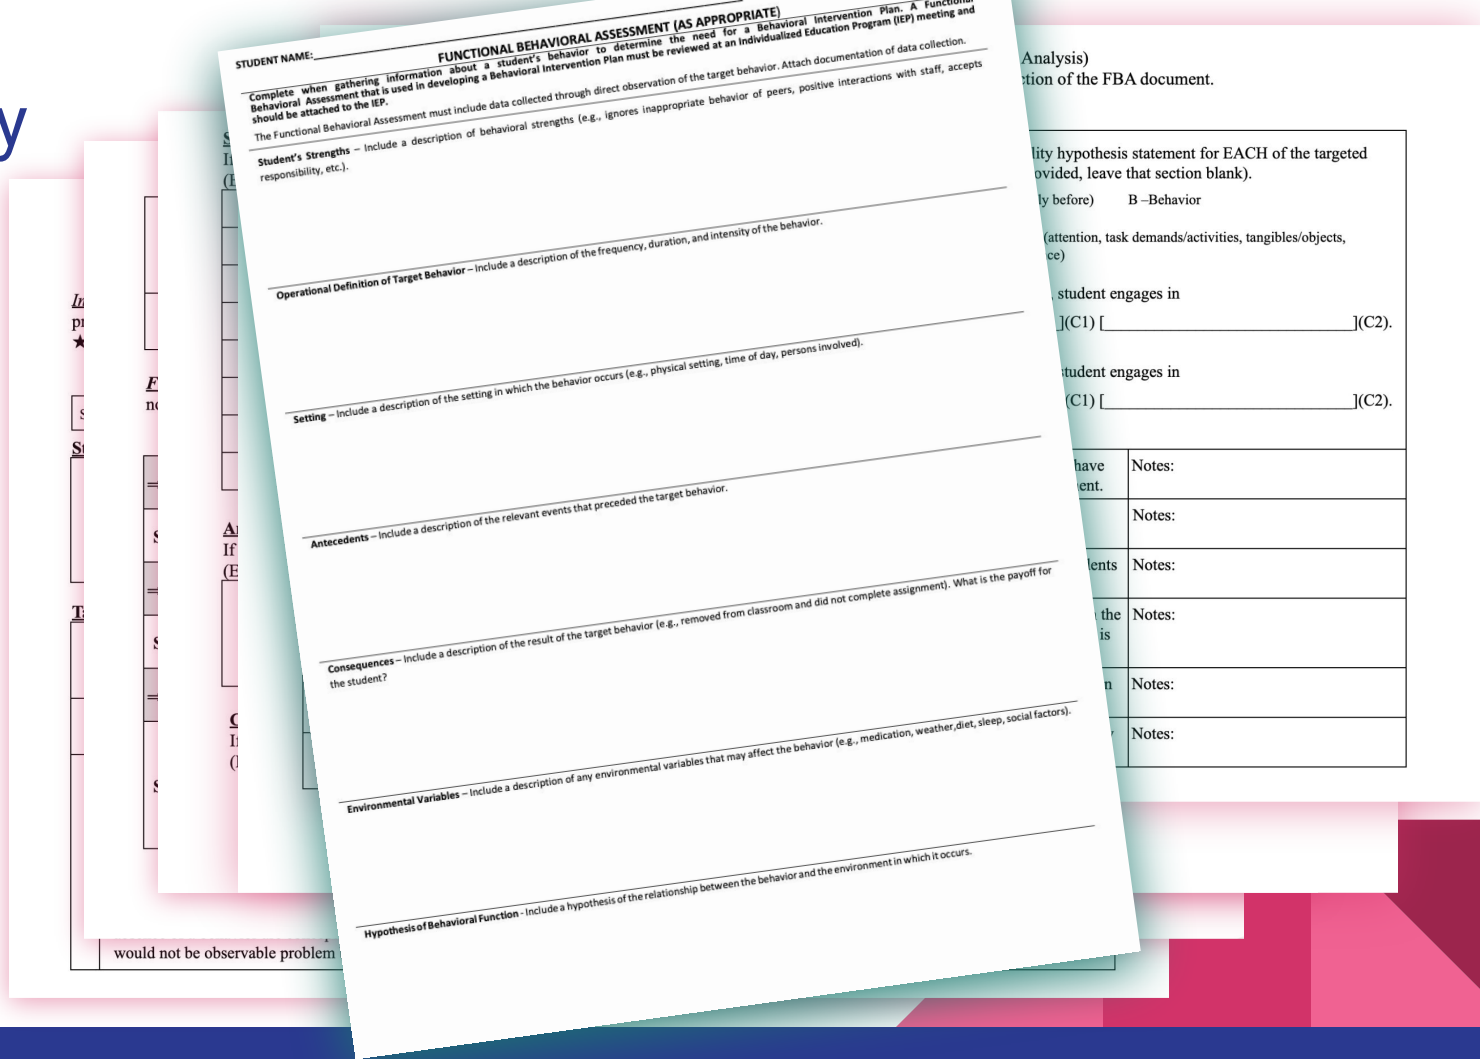 y
STUDENT NAME:
FUNCTIONAL BEHAVIORAL ASSESSMENT (AS APPROPRIATE)
Complete when gathering information about a student's behavior to determine the need for a Behavioral Intervention Plan. A Functional
Behavioral Assessment that is used in developing a Behavioral Intervention Plan must be reviewed at an Individualized Education Program (IEP) meeting and
should be attached to the IEP.
The Functional Behavioral Assessment must include data collected through direct observation of the target behavior. Attach documentation of data collection.
Student's Strengths – Include a description of behavioral strengths (e.g., ignores inappropriate behavior of peers, positive interactions with staff, accepts
responsibility, etc.).
Operational Definition of Target Behavior – Include a description of the frequency, duration, and intensity of the behavior.
Setting – Include a description of the setting in which the behavior occurs (e.g., physical setting, time of day, persons involved).
Antecedents – Include a description of the relevant events that preceded the target behavior.
Consequences – Include a description of the result of the target behavior (e.g., removed from classroom and did not complete assignment). What is the payoff for
the student?
Environmental Variables – Include a description of any environmental variables that may affect the behavior (e.g., medication, weather,diet, sleep, social factors).
Hypothesis of Behavioral Function - Include a hypothesis of the relationship between the behavior and the environment in which it occurs.
Analysis)
of the FBA document.
hypothesis statement for EACH of the targeted
leave that section blank).
before) B –Behavior
(attention, task demands/activities, tangibles/objects,
student engages in
](C1) [ ](C2).
student engages in
(C1) [ ](C2).
have Notes:
Notes:
Notes:
the Notes:
is
Notes:
Notes:
★
If
would not be observable problem